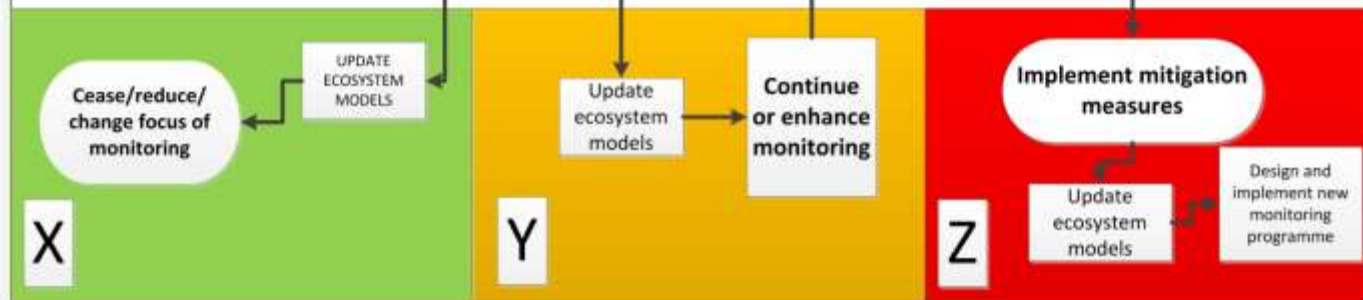 UPDATE
ECOSYSTEM
MODELS
Cease/reduce/
change focus of
monitoring
X
Update
ecosystem
models
Continue
or enhance
monitoring
Y
Implement mitigation
measures
Update
ecosystem
models
Design and
implement new
monitoring
programme
Z